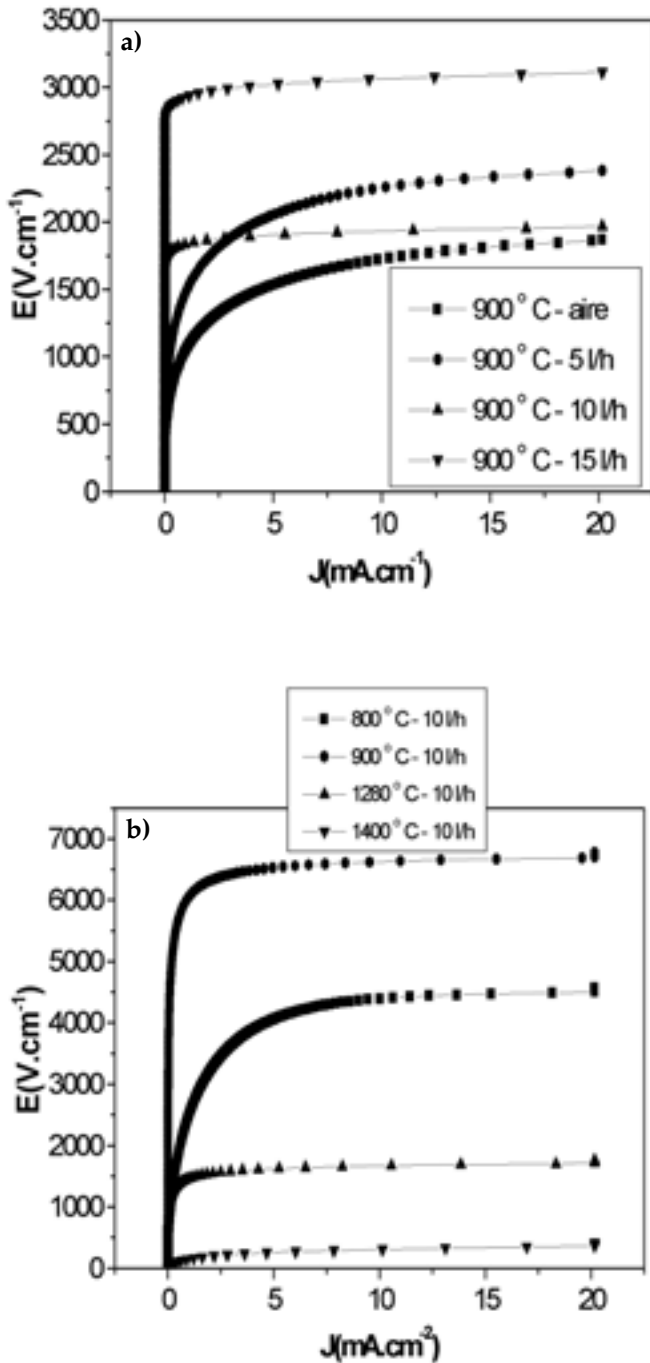 a)
3500
3000
2500
2000
1500
1000
500
0
E(V.cm⁻¹)
900°C - aire
900°C - 5 l/h
900°C - 10 l/h
900°C - 15 l/h
0 5 10 15 20
J(mA.cm⁻¹)
800°C - 10 l/h
900°C - 10 l/h
1280°C - 10 l/h
1400°C - 10 l/h
b)
7000
6000
5000
4000
3000
2000
1000
0
E(V.cm⁻¹)
0 5 10 15 20
J(mA.cm⁻²)